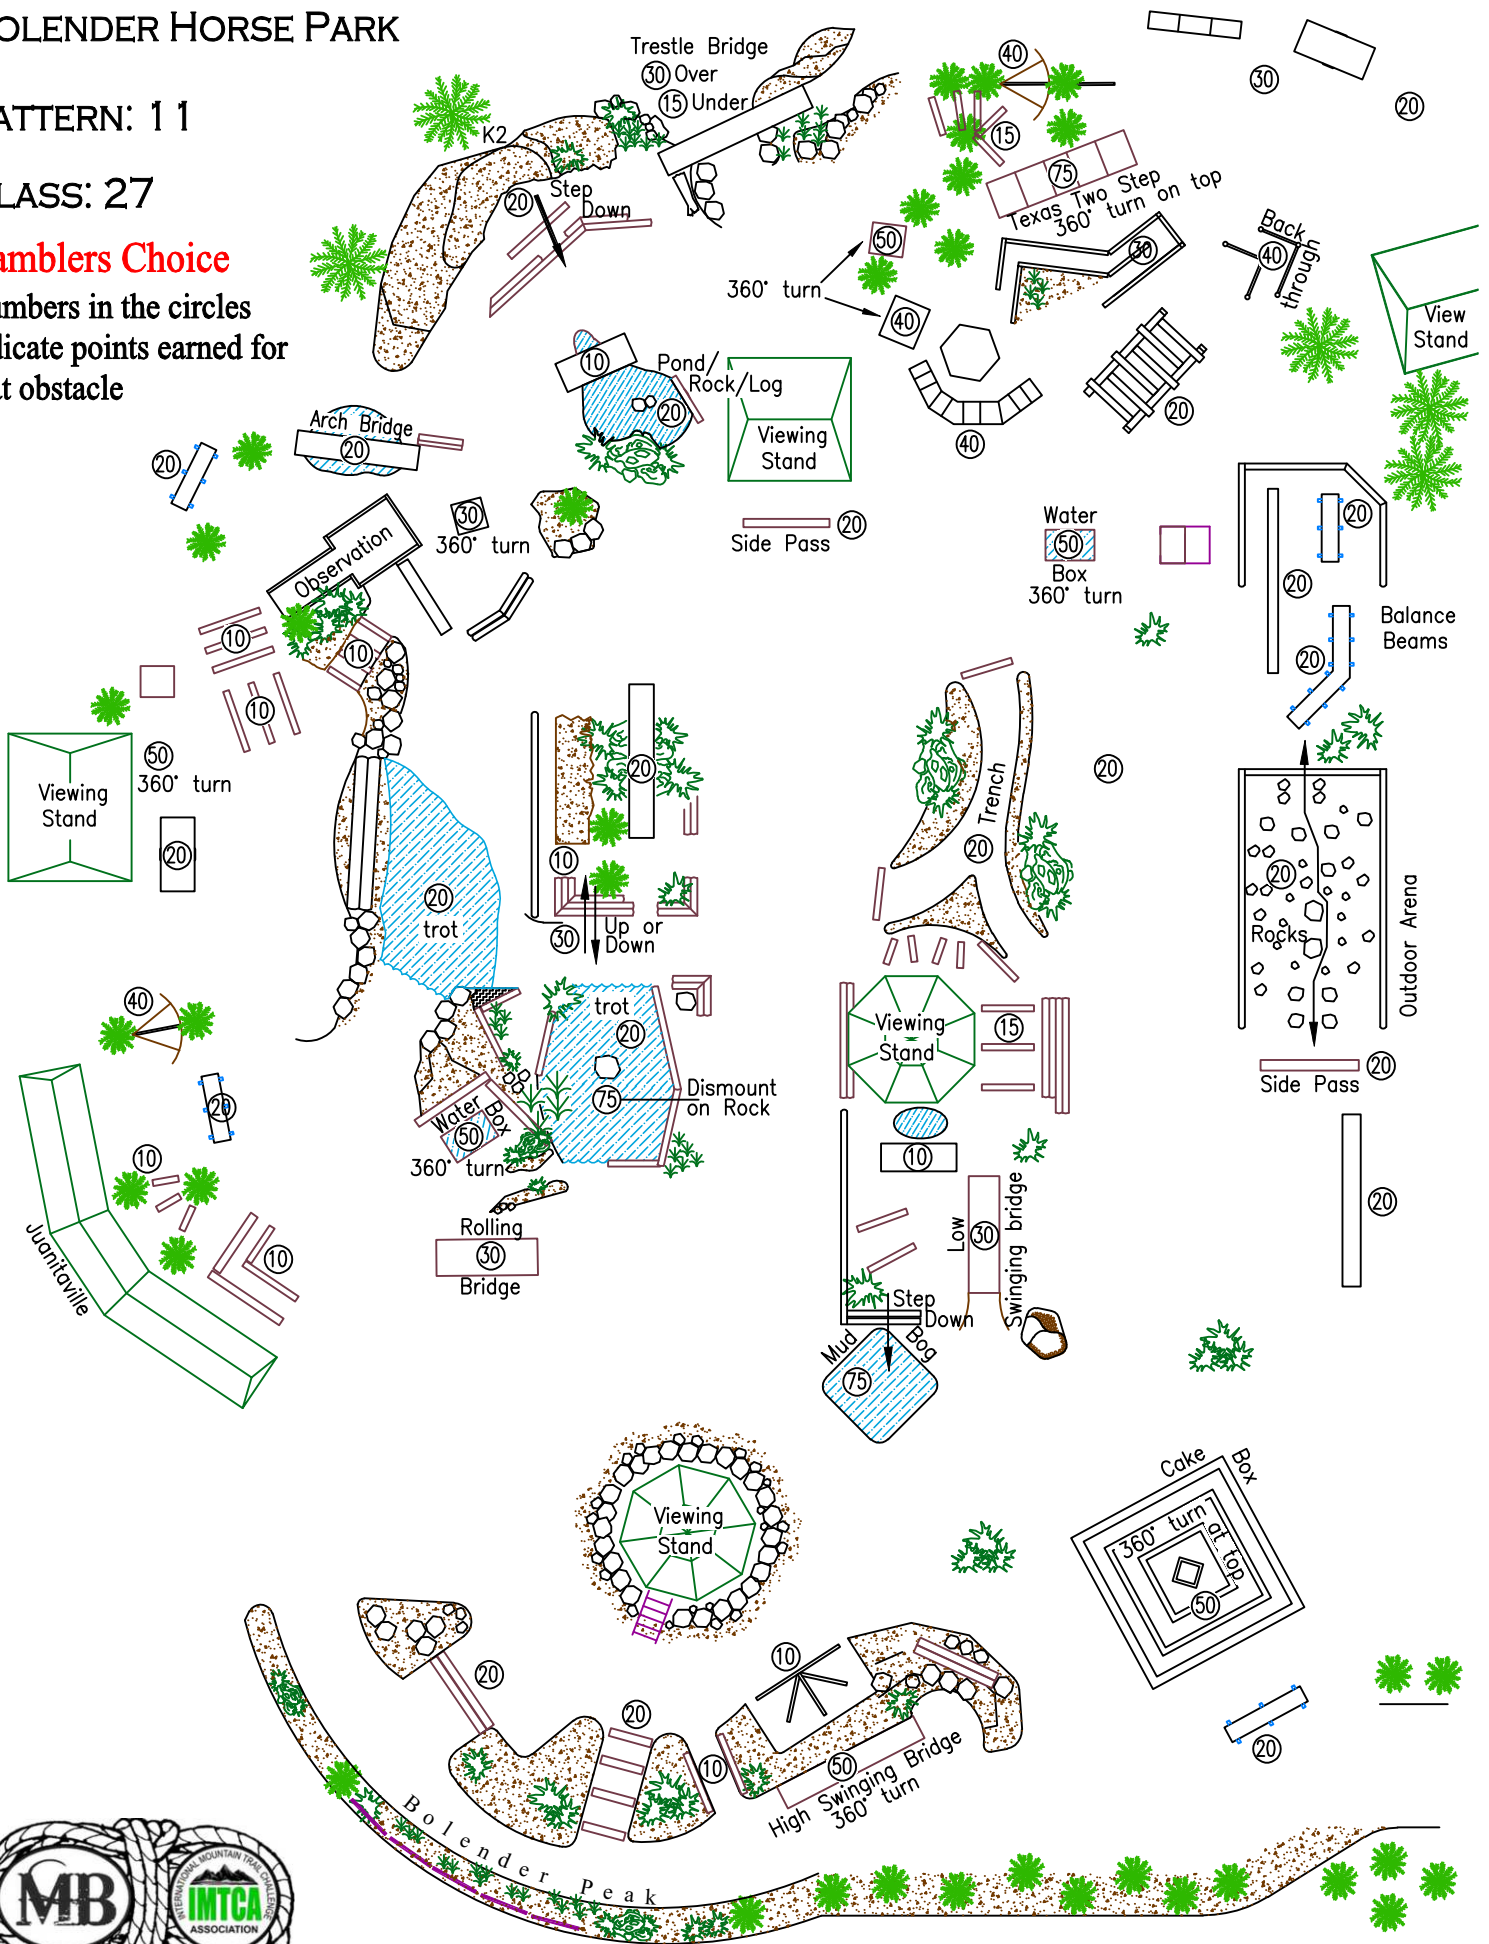 OLENDER HORSE PARK
ATTERN: 11
LASS: 27
amblers Choice
umbers in the circles
dicate points earned for
at obstacle
Trestle Bridge
30 Over
15 Under
40
30
20
K2
15
75
Texas Two Step
360° turn on top
20
Step
Down
50
30
Back
through
40
360° turn
40
View
Stand
10
Pond/
Rock/Log
20
20
40
Viewing
Stand
Arch Bridge
20
20
30
360° turn
Side Pass
20
Water
50
Box
360° turn
20
20
Observation
Balance
Beams
20
10
10
10
50
360° turn
Viewing
Stand
20
20
10
Trench
20
20
20
Rocks
Outdoor Arena
20
trot
30
Up or
Down
40
trot
20
75
Dismount
on Rock
Viewing
Stand
15
Side Pass
20
20
Water
Box
50
360° turn
10
10
20
Juanitaville
10
Rolling
30
Bridge
Low
30
Swinging bridge
Step
Down
Mud
Bog
75
Viewing
Stand
Cake
Box
360° turn
at top
50
20
10
20
10
50
High Swinging Bridge
360° turn
20
Bolender Peak
MB
INTERNATIONAL MOUNTAIN TRAIL CHALLENGE
IMTCA
ASSOCIATION